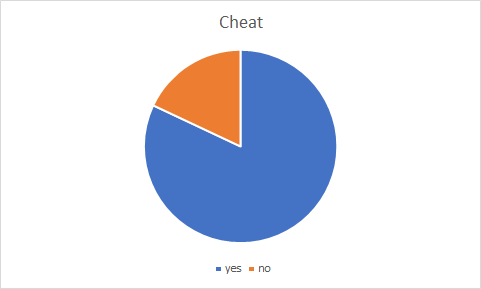 Cheat
yes no